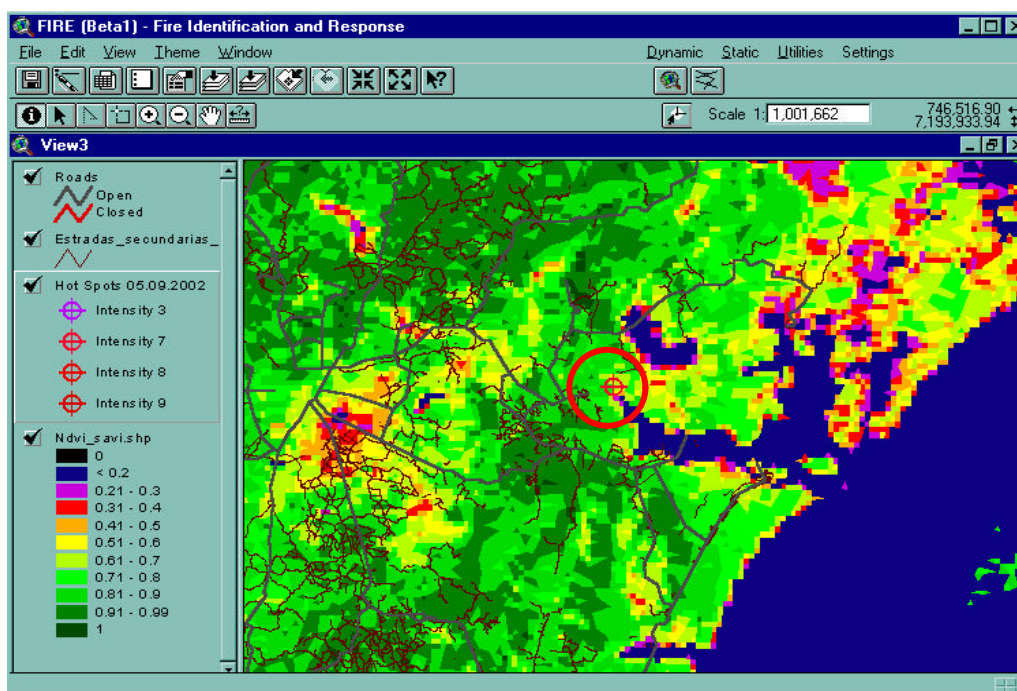 FIRE (Beta1) - Fire Identification and Response
File Edit View Theme Window Dynamic Static Utilities Settings
Scale 1: 1,001,662 746,516.90
7,193,933.94
View3
Roads
Open
Closed
Estradas_secundarias_
Hot Spots 05.09.2002
Intensity 3
Intensity 7
Intensity 8
Intensity 9
Ndvi_savi.shp
0
< 0.2
0.21 - 0.3
0.31 - 0.4
0.41 - 0.5
0.51 - 0.6
0.61 - 0.7
0.71 - 0.8
0.81 - 0.9
0.91 - 0.99
1